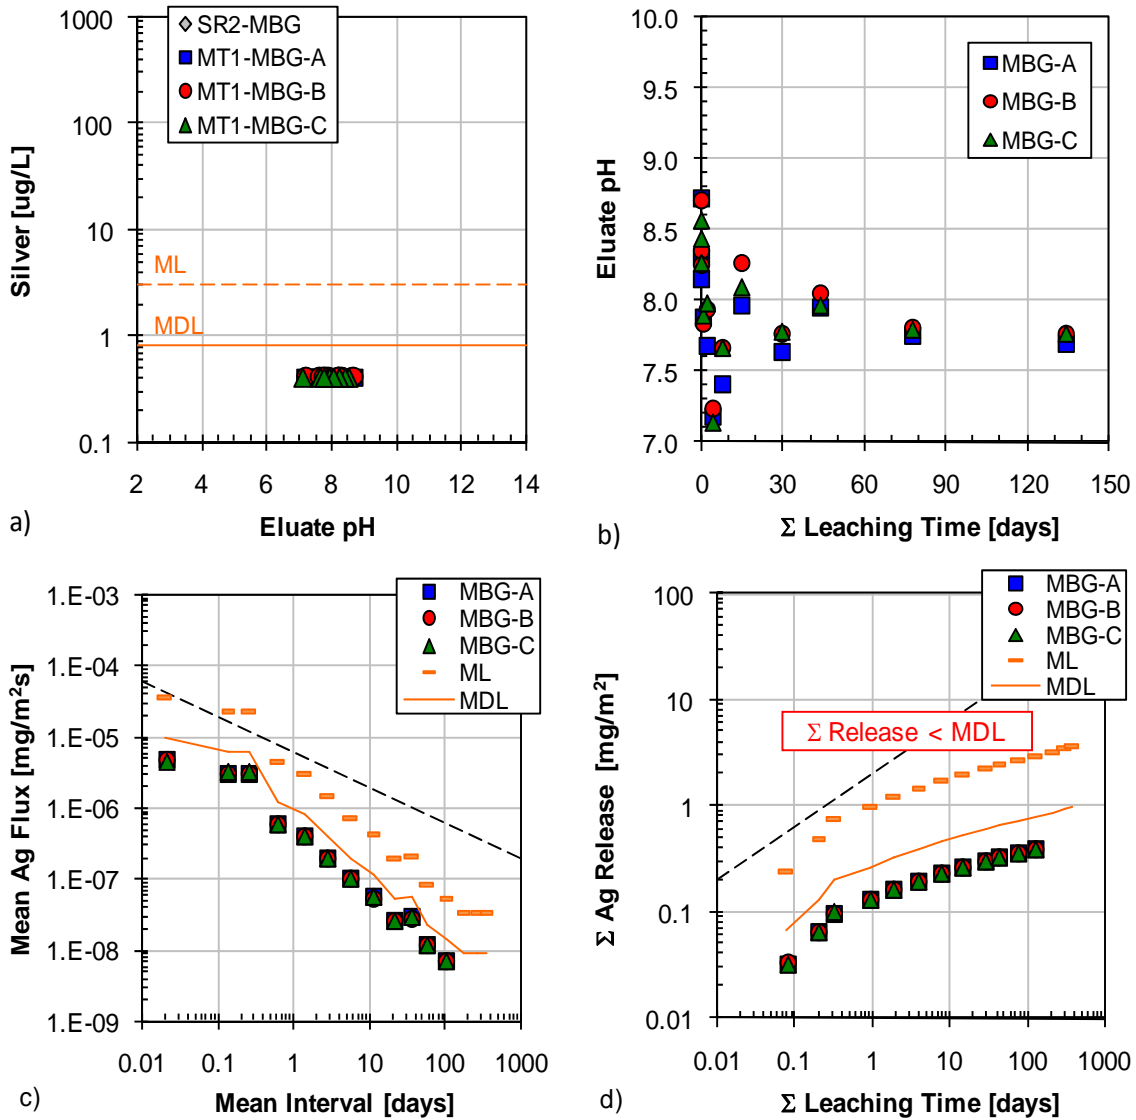 1000
100
10
1
0.1
Silver [ug/L]
SR2-MBG
MT1-MBG-A
MT1-MBG-B
MT1-MBG-C
ML
MDL
2 4 6 8 10 12 14
Eluate pH
a)
10.0
9.5
9.0
8.5
8.0
7.5
7.0
Eluate pH
MBG-A
MBG-B
MBG-C
0 30 60 90 120 150
Σ Leaching Time [days]
b)
1.E-03
1.E-04
1.E-05
1.E-06
1.E-07
1.E-08
1.E-09
Mean Ag Flux [mg/m²s]
MBG-A
MBG-B
MBG-C
ML
MDL
0.01 0.1 1 10 100 1000
Mean Interval [days]
c)
100
10
1
0.1
0.01
Σ Ag Release [mg/m²]
MBG-A
MBG-B
MBG-C
ML
MDL
Σ Release < MDL
0.01 0.1 1 10 100 1000
Σ Leaching Time [days]
d)